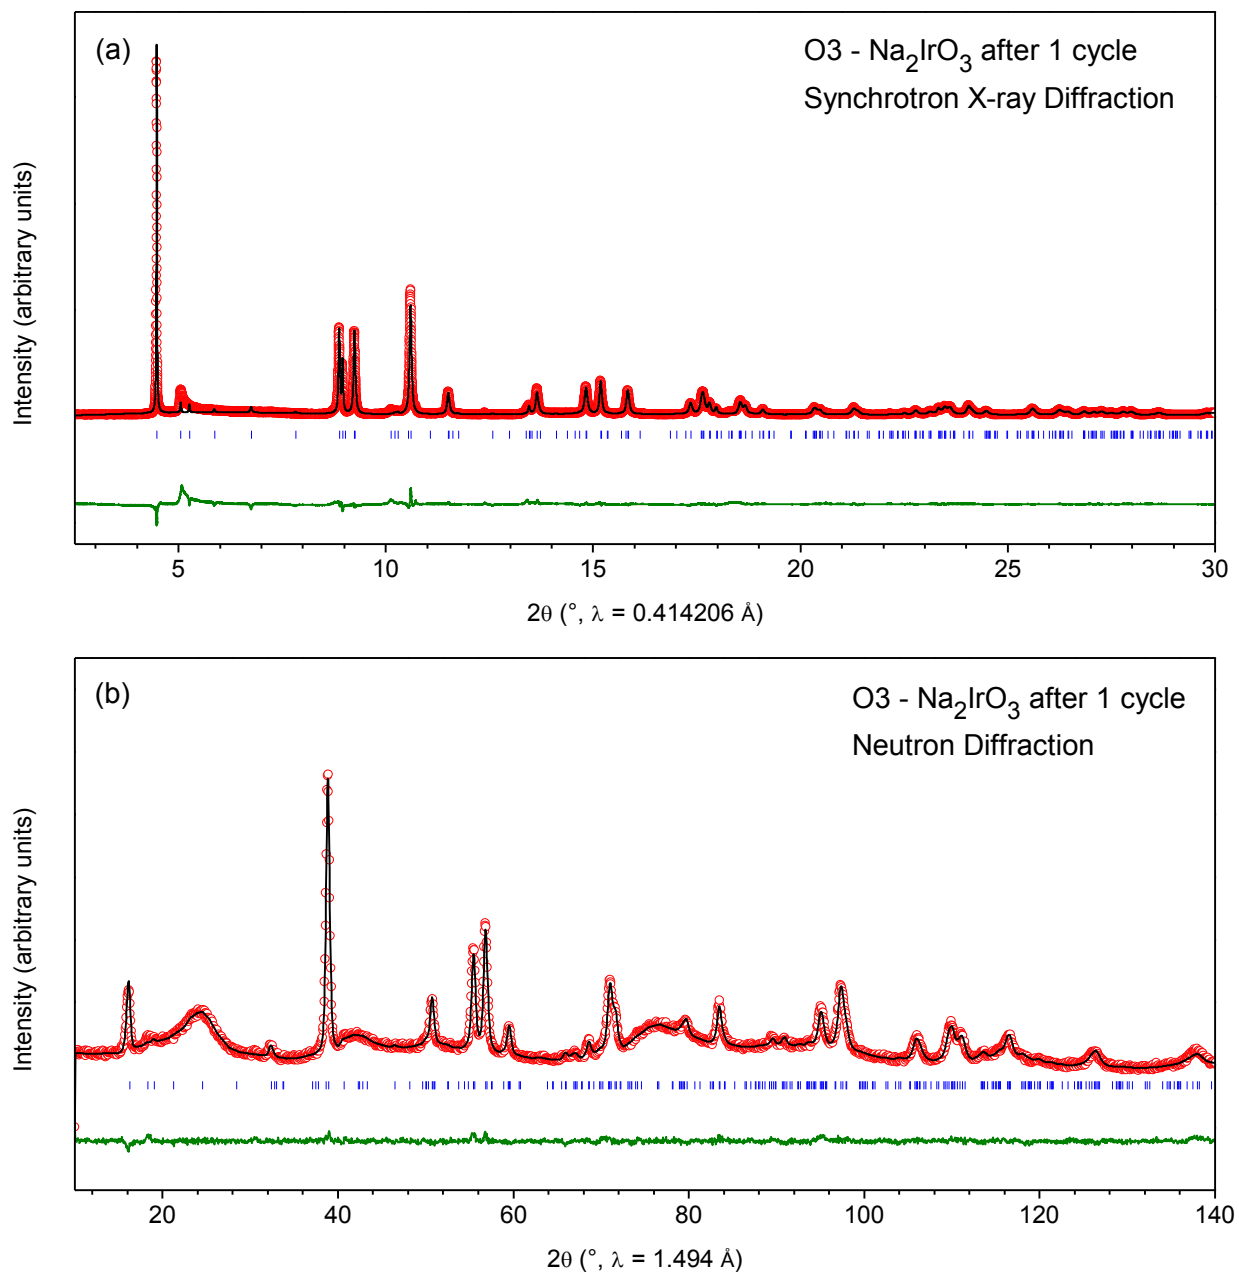 (a)
O3 - Na₂IrO₃ after 1 cycle
Synchrotron X-ray Diffraction
Intensity (arbitrary units)
5 10 15 20 25 30
2θ (°, λ = 0.414206 Å)
(b)
O3 - Na₂IrO₃ after 1 cycle
Neutron Diffraction
Intensity (arbitrary units)
20 40 60 80 100 120 140
2θ (°, λ = 1.494 Å)